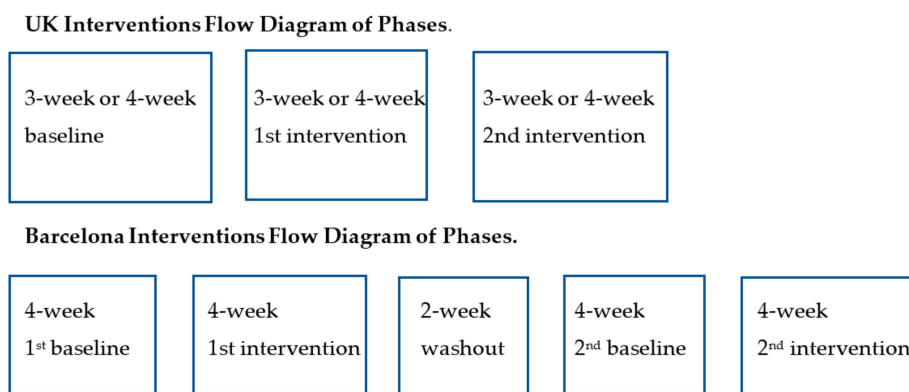 UK Interventions Flow Diagram of Phases.
3-week or 4-week
baseline
3-week or 4-week
1st intervention
3-week or 4-week
2nd intervention
Barcelona Interventions Flow Diagram of Phases.
4-week
1st baseline
4-week
1st intervention
2-week
washout
4-week
2nd baseline
4-week
2nd intervention